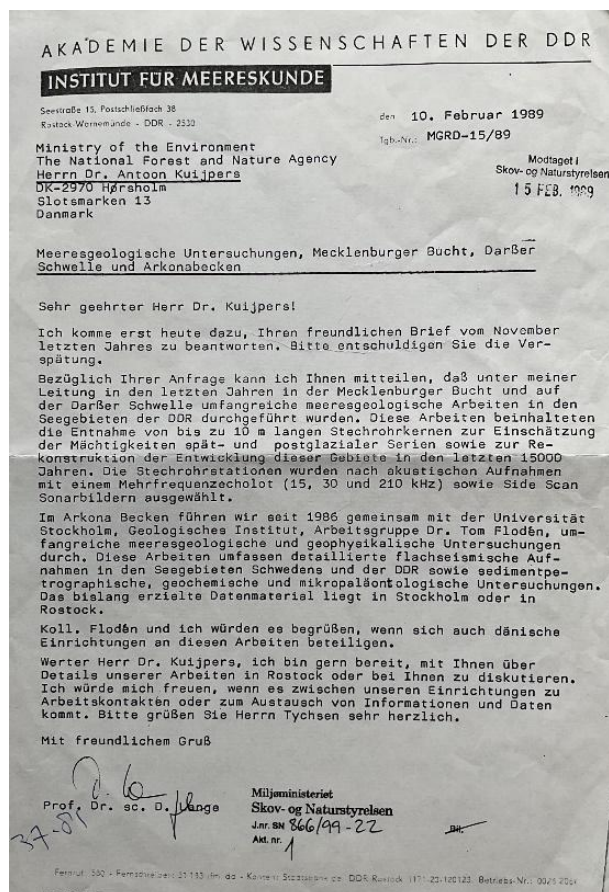 AKADEMIE DER WISSENSCHAFTEN DER DDR
INSTITUT FÜR MEERESKUNDE
Seestraße 15, Postschließfach 38
Rostock-Warnemünde - DDR - 2530
den 10. Februar 1989
Tgb.-Nr.: MGRD-15/89
Ministry of the Environment
The National Forest and Nature Agency
Herrn Dr. Antoon Kuijpers
DK-2970 Hørsholm
Slotsmarken 13
Danmark
Modtaget i
Skov- og Naturstyrelsen
15 FEB. 1989
Meeresgeologische Untersuchungen, Mecklenburger Bucht, Darßer
Schwelle und Arkonabecken
Sehr geehrter Herr Dr. Kuijpers!
Ich komme erst heute dazu, Ihren freundlichen Brief vom November
letzten Jahres zu beantworten. Bitte entschuldigen Sie die Ver-
spätung.
Bezüglich Ihrer Anfrage kann ich Ihnen mitteilen, daß unter meiner
Leitung in den letzten Jahren in der Mecklenburger Bucht und auf
der Darßer Schwelle umfangreiche meeresgeologische Arbeiten in den
Seegebieten der DDR durchgeführt wurden. Diese Arbeiten beinhalteten
die Entnahme von bis zu 10 m langen Stechrohrkernen zur Einschätzung
der Mächtigkeiten spät- und postglazialer Serien sowie zur Re-
konstruktion der Entwicklung dieser Gebiete in den letzten 15000
Jahren. Die Stechrohrstationen wurden nach akustischen Aufnahmen
mit einem Mehrfrequenzecholot (15, 30 und 210 kHz) sowie Side Scan
Sonarbildern ausgewählt.
Im Arkona Becken führen wir seit 1986 gemeinsam mit der Universität
Stockholm, Geologisches Institut, Arbeitsgruppe Dr. Tom Flodén, um-
fangreiche meeresgeologische und geophysikalische Untersuchungen
durch. Diese Arbeiten umfassen detaillierte flachseismische Auf-
nahmen in den Seegebieten Schwedens und der DDR sowie sedimentpe-
trographische, geochemische und mikropaläontologische Untersuchungen.
Das bislang erzielte Datenmaterial liegt in Stockholm oder in
Rostock.
Koll. Flodén und ich würden es begrüßen, wenn sich auch dänische
Einrichtungen an diesen Arbeiten beteiligen.
Werter Herr Dr. Kuijpers, ich bin gern bereit, mit Ihnen über
Details unserer Arbeiten in Rostock oder bei Ihnen zu diskutieren.
Ich würde mich freuen, wenn es zwischen unseren Einrichtungen zu
Arbeitskontakten oder zum Austausch von Informationen und Daten
kommt. Bitte grüßen Sie Herrn Tychsen sehr herzlich.
Mit freundlichem Gruß
Prof. Dr. sc. D. Lange
Miljøministeriet
Skov- og Naturstyrelsen
J.nr. SN 866/99-22
Akt. nr. 1
Bil.